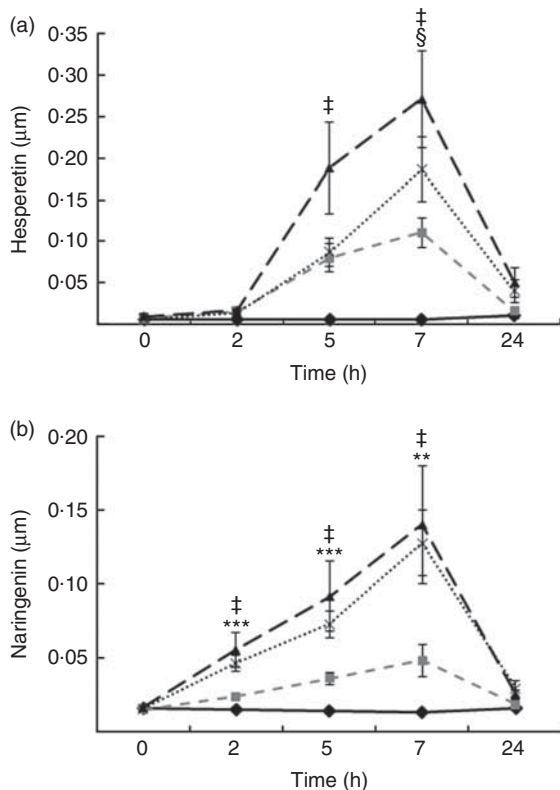 (a)
‡
§
‡
0·35
0·30
0·25
0·20
0·15
0·10
0·05
Hesperetin (μm)
0 2 5 7 24
Time (h)
(b)
‡
**
‡
***
‡
***
0·20
0·15
0·10
0·05
Naringenin (μm)
0 2 5 7 24
Time (h)